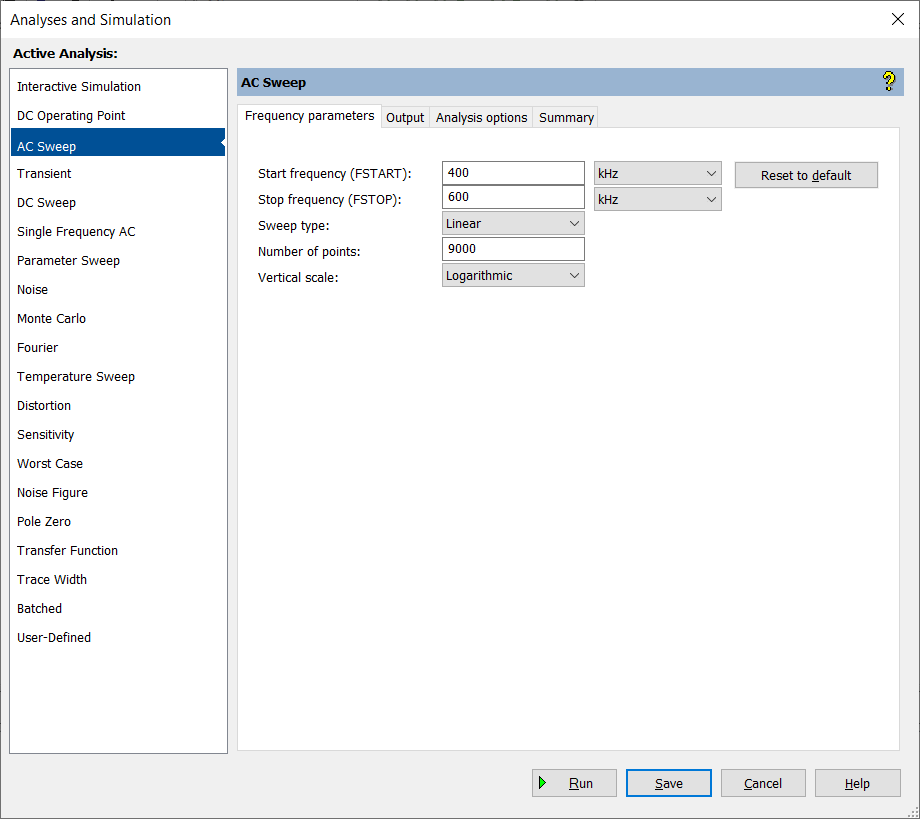 Analyses and Simulation
Active Analysis:
Interactive Simulation
DC Operating Point
AC Sweep
Transient
DC Sweep
Single Frequency AC
Parameter Sweep
Noise
Monte Carlo
Fourier
Temperature Sweep
Distortion
Sensitivity
Worst Case
Noise Figure
Pole Zero
Transfer Function
Trace Width
Batched
User-Defined
AC Sweep
Frequency parameters Output Analysis options Summary
Start frequency (FSTART): 400 kHz Reset to default
Stop frequency (FSTOP): 600 kHz
Sweep type: Linear
Number of points: 9000
Vertical scale: Logarithmic
Run Save Cancel Help